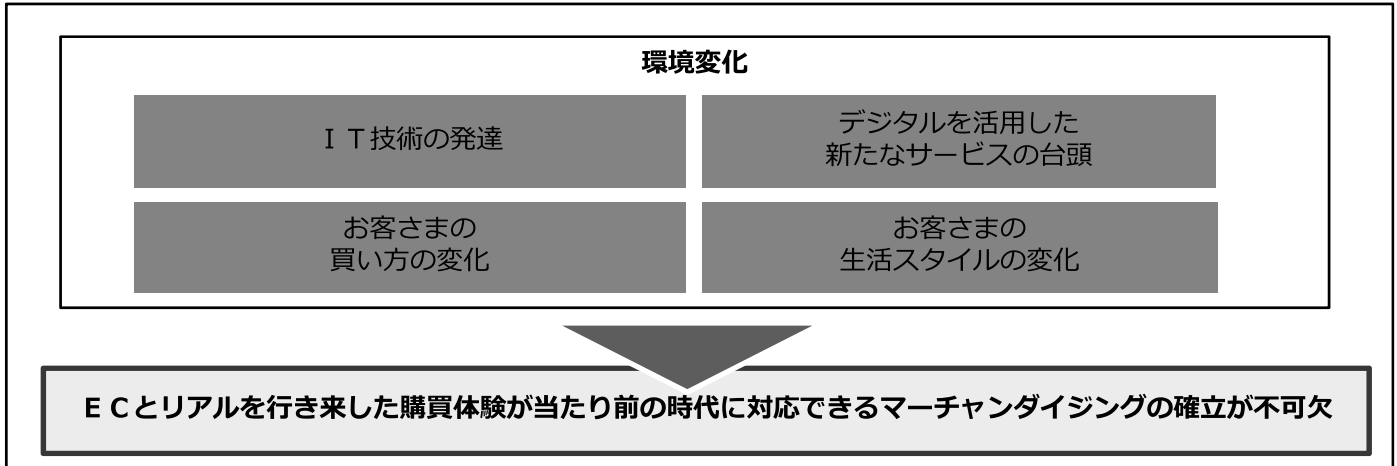 環境変化
ＩＴ技術の発達
デジタルを活用した
新たなサービスの台頭
お客さまの
買い方の変化
お客さまの
生活スタイルの変化
ＥＣとリアルを行き来した購買体験が当たり前の時代に対応できるマーチャンダイジングの確立が不可欠